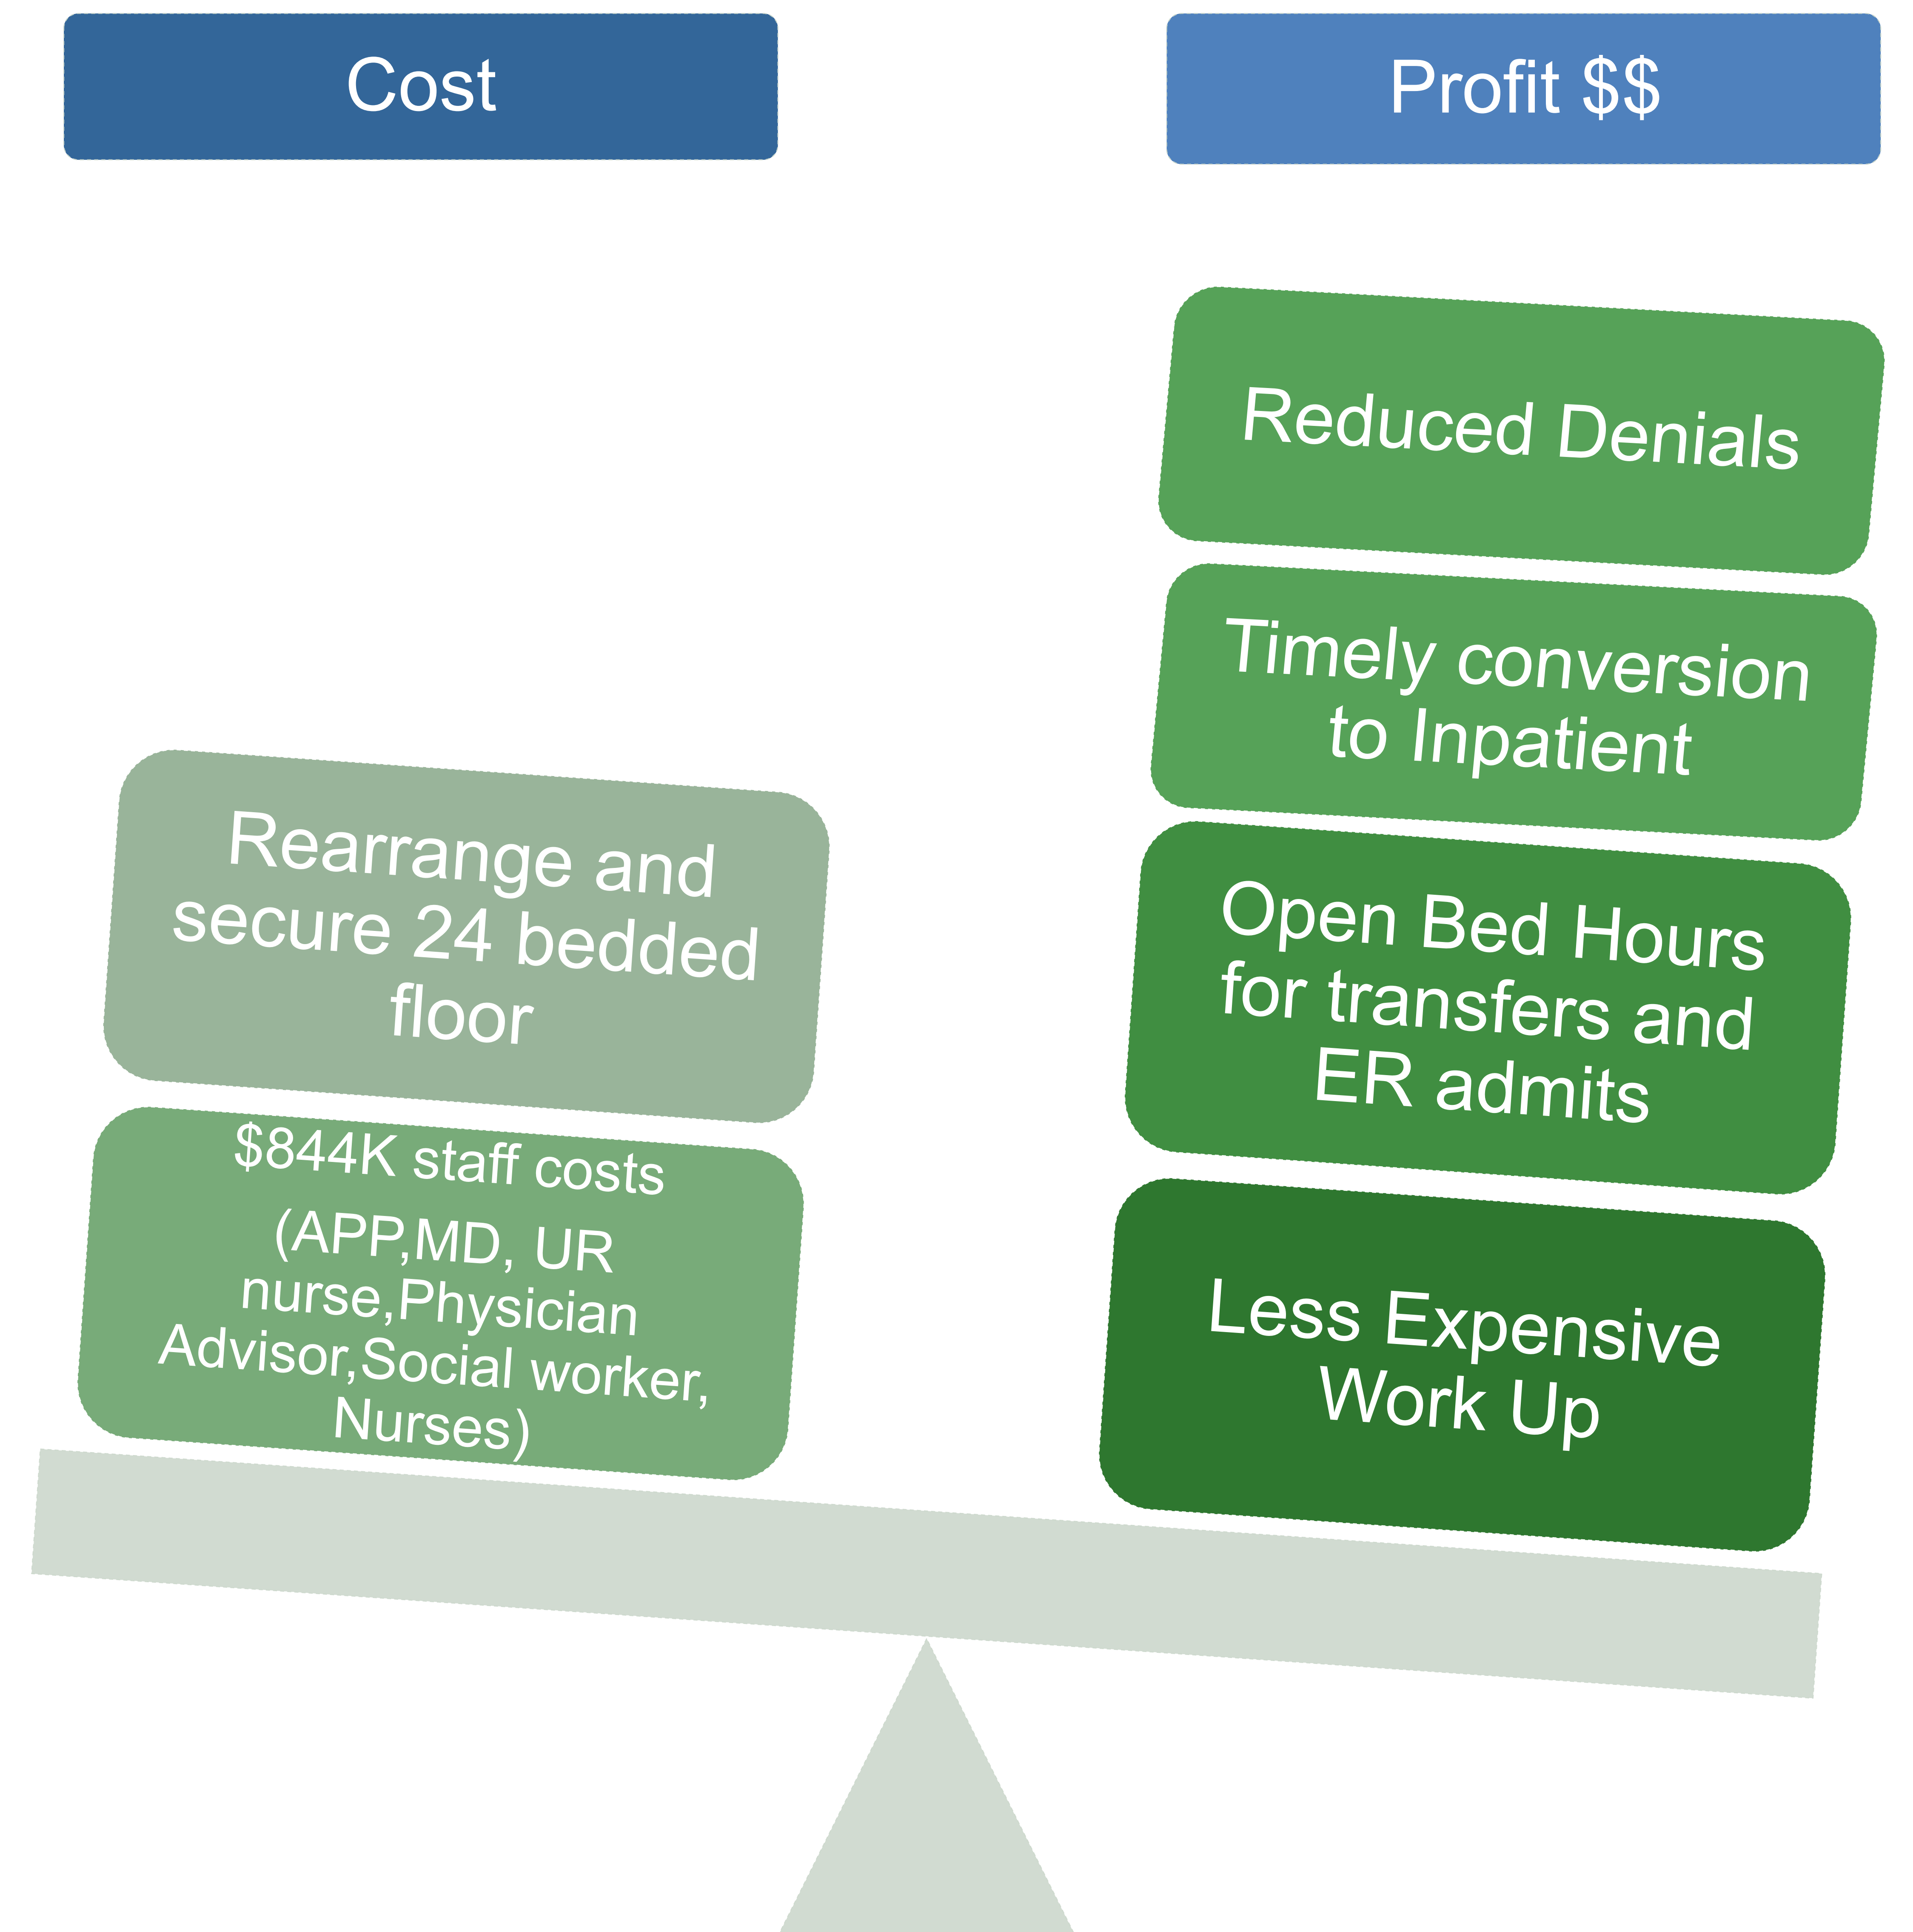 Cost
Profit $$
Rearrange and
secure 24 bedded
floor
$844K staff costs
(APP,MD, UR
nurse,Physician
Advisor,Social worker,
Nurses)
Reduced Denials
Timely conversion
to Inpatient
Open Bed Hours
for transfers and
ER admits
Less Expensive
Work Up